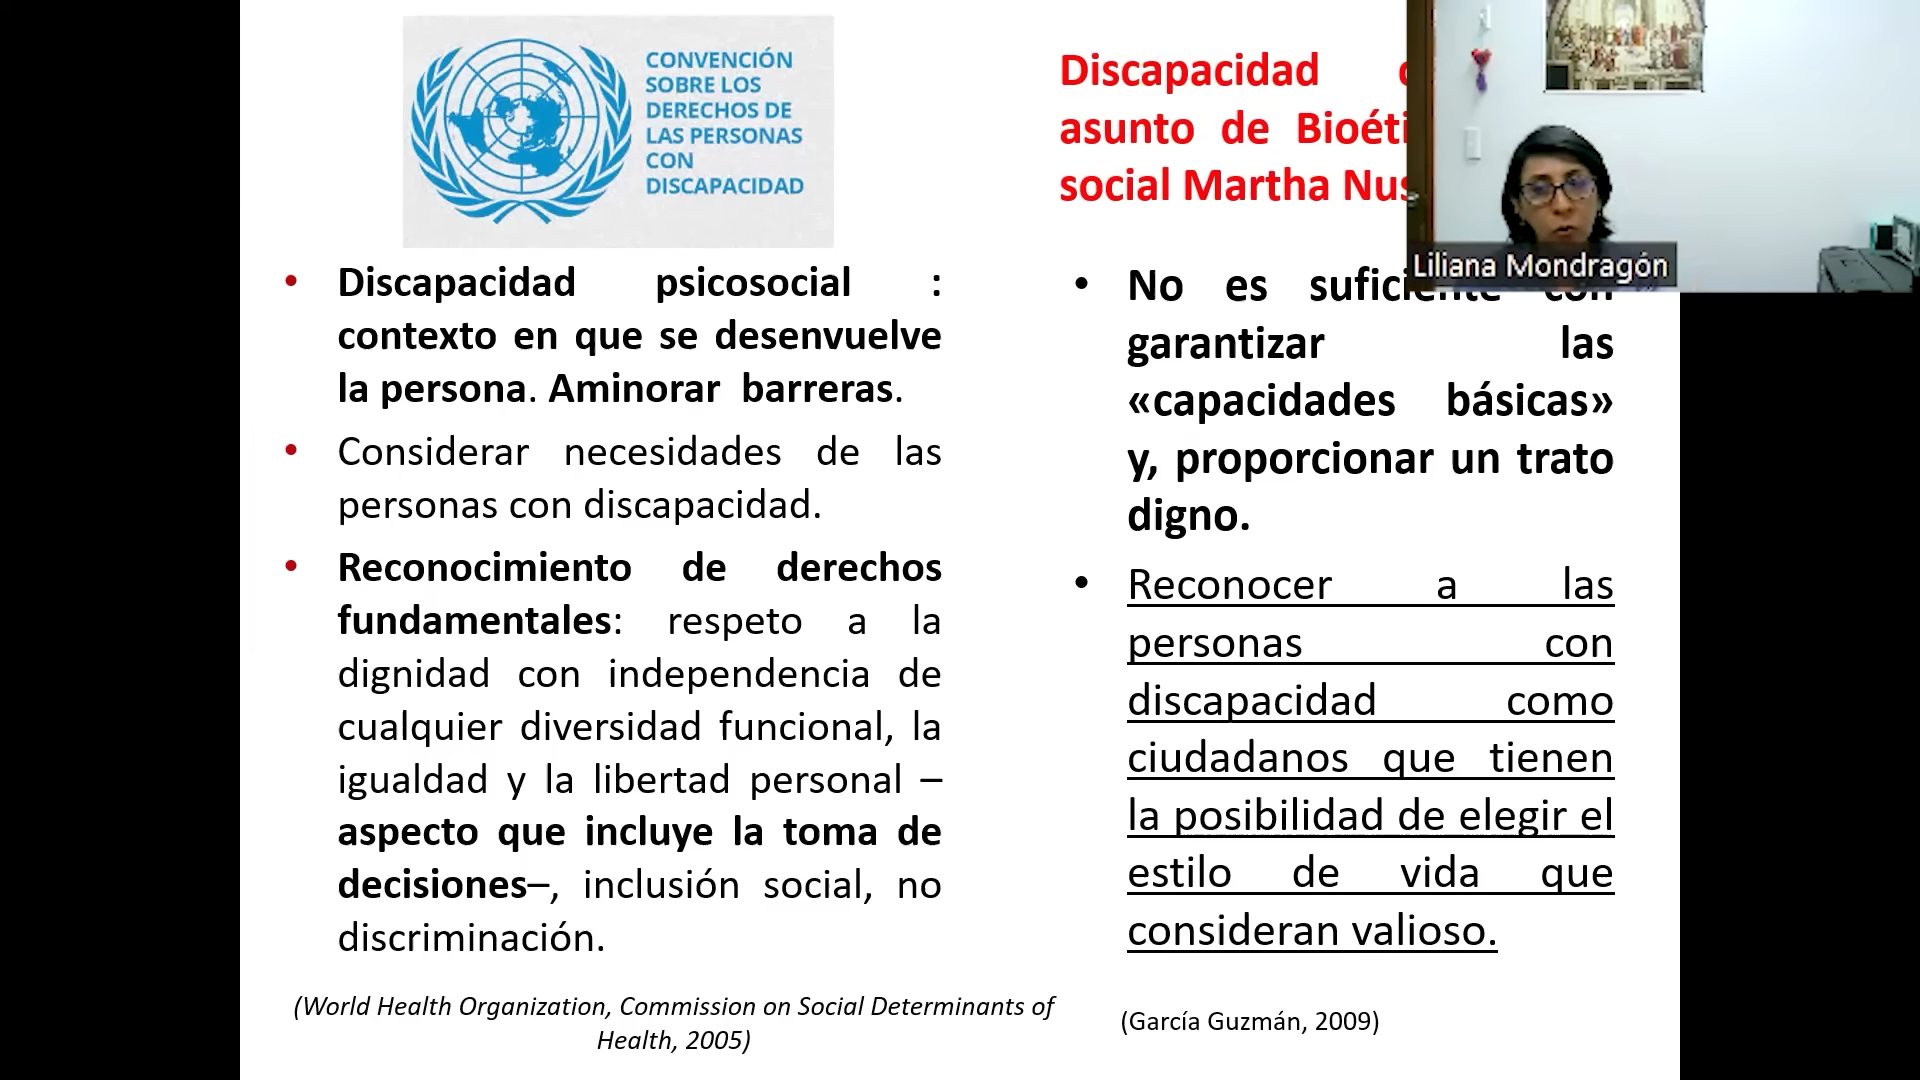 CONVENCIÓN
SOBRE LOS
DERECHOS DE
LAS PERSONAS
CON
DISCAPACIDAD
• Discapacidad psicosocial :
contexto en que se desenvuelve
la persona. Aminorar barreras.
• Considerar necesidades de las
personas con discapacidad.
• Reconocimiento de derechos
fundamentales: respeto a la
dignidad con independencia de
cualquier diversidad funcional, la
igualdad y la libertad personal –
aspecto que incluye la toma de
decisiones–, inclusión social, no
discriminación.
(World Health Organization, Commission on Social Determinants of
Health, 2005)
Discapacidad
asunto de
social Martha
• No es suficiente con
garantizar las
«capacidades básicas»
y, proporcionar un trato
digno.
• Reconocer a las
personas con
discapacidad como
ciudadanos que tienen
la posibilidad de elegir el
estilo de vida que
consideran valioso.
(García Guzmán, 2009)
Liliana Mondragón